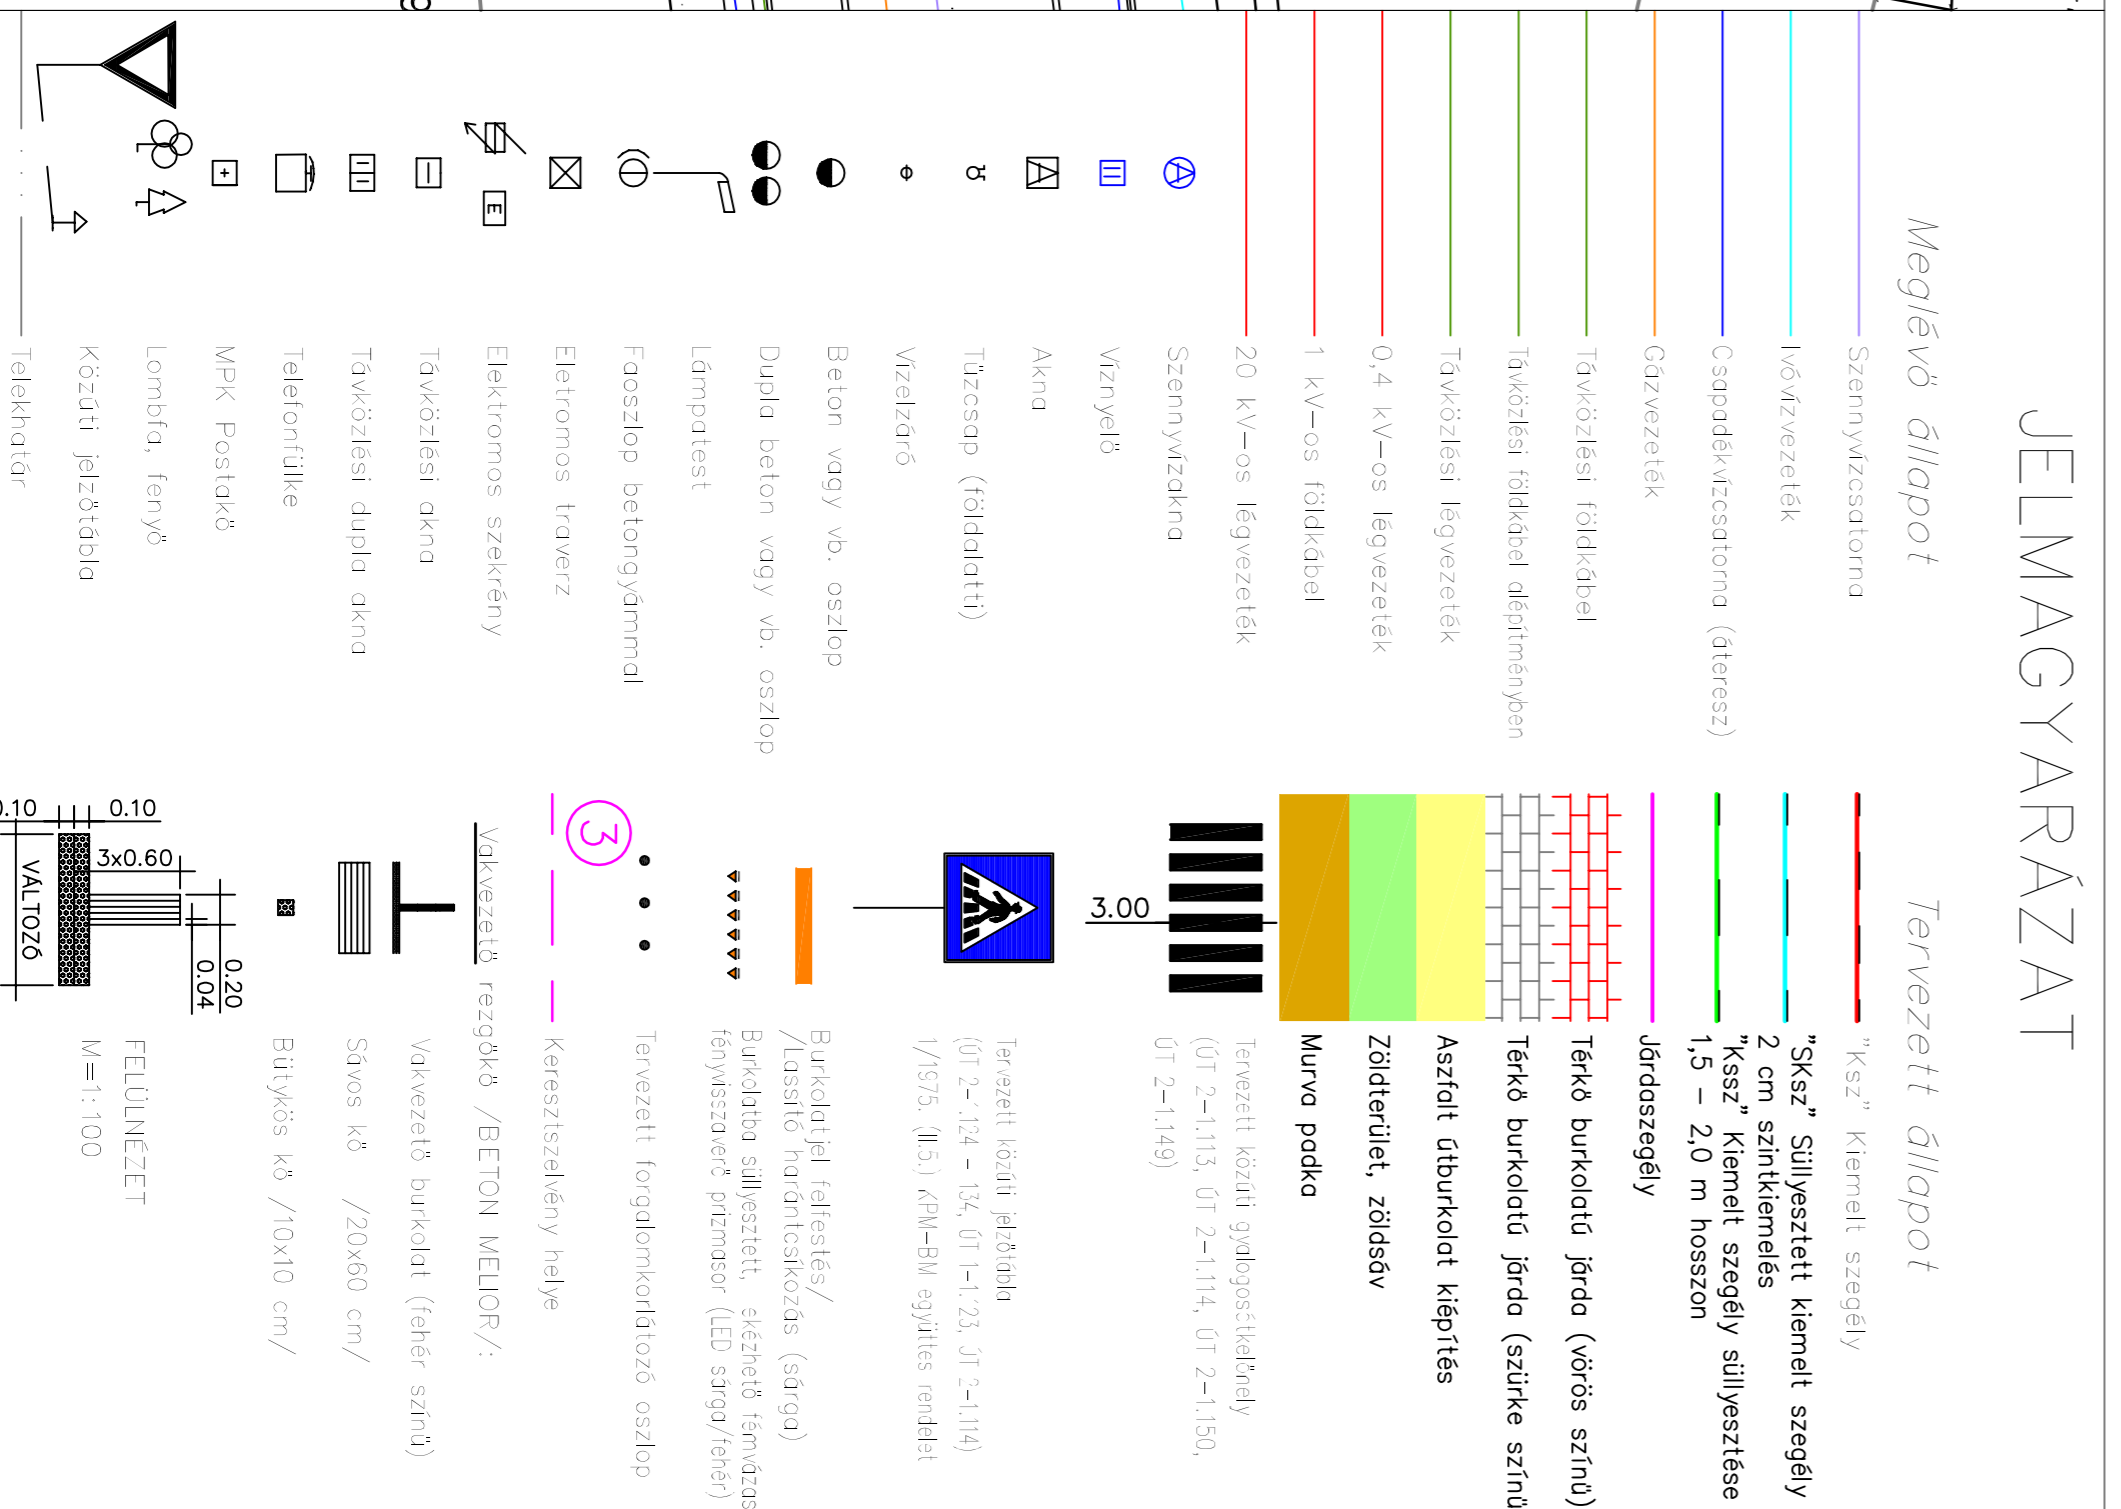 JELMAGYARÁZAT
Meglévő állapot
Szennyvízcsatorna
Ivóvízvezeték
Csapadékvízcsatorna (áteresz)
Gázvezeték
Távközlési földkábel
Távközlési földkábel alépítményben
Távközlési légvezeték
0,4 kV-os légvezeték
1 kV-os földkábel
20 kV-os légvezeték
Szennyvízakna
Víznyelő
Akna
Tűzcsap (földalatti)
Vízelzáró
Beton vagy vb. oszlop
Dupla beton vagy vb. oszlop
Lámpatest
Faoszlop betongyámmal
Eletromos traverz
E
Elektromos szekrény
Távközlési akna
Távközlési dupla akna
Telefonfülke
MPK Postakő
Lombfa, fenyő
Közúti jelzőtábla
Telekhatár
Tervezett állapot
"Ksz" Kiemelt szegély
"SKsz" Süllyesztett kiemelt szegély
2 cm szintkiemelés
"Kssz" Kiemelt szegély süllyesztése
1,5 - 2,0 m hosszon
Járdaszegély
Térkő burkolatú járda (vörös színű)
Térkő burkolatú járda (szürke színű
Aszfalt útburkolat kiépítés
Zöldterület, zöldsáv
Murva padka
3.00
Tervezett közúti gyalogosátkelőhely
(ÚT 2-1.113, ÚT 2-1.114, ÚT 2-1.150,
ÚT 2-1.149)
Tervezett közúti jelzőtábla
(ÚT 2-1.124 - 134, ÚT 1-1.123, ÚT 2-1.114)
1/1975. (II.5.) KPM-BM együttes rendelet
Burkolatjel felfestés/
/Lassító harántcsíkozás (sárga)
Burkolatba süllyesztett, ékézhető fémvázas
fényvisszaverő prizmasor (LED sárga/fehér)
Tervezett forgalomkorlátozó oszlop
3
Keresztszelvény helye
Vakvezető rezgőkő /BETON MELIOR/:
Vakvezető burkolat (fehér színű)
Sávos kő /20x60 cm/
Bütykös kő /10x10 cm/
FELÜLNÉZET
M=1:100
0.20
0.04
3x0.60
0.10
0.10
VÁLTOZÓ